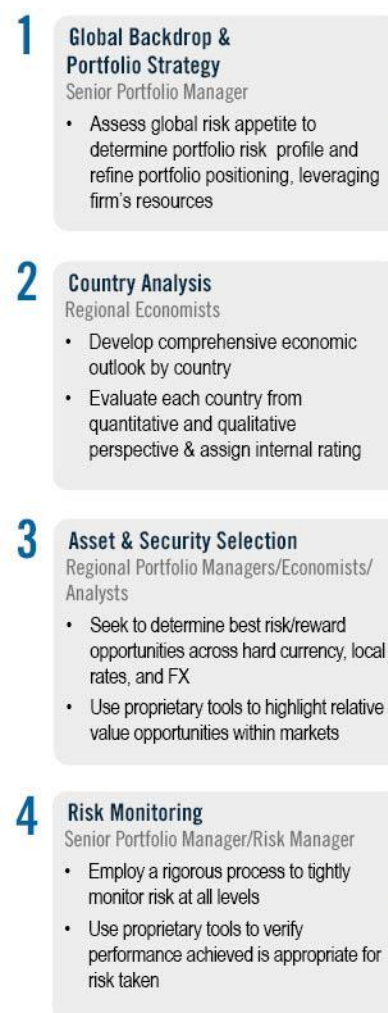 1
Global Backdrop &
Portfolio Strategy
Senior Portfolio Manager
• Assess global risk appetite to
determine portfolio risk profile and
refine portfolio positioning, leveraging
firm's resources
2
Country Analysis
Regional Economists
• Develop comprehensive economic
outlook by country
• Evaluate each country from
quantitative and qualitative
perspective & assign internal rating
3
Asset & Security Selection
Regional Portfolio Managers/Economists/
Analysts
• Seek to determine best risk/reward
opportunities across hard currency, local
rates, and FX
• Use proprietary tools to highlight relative
value opportunities within markets
4
Risk Monitoring
Senior Portfolio Manager/Risk Manager
• Employ a rigorous process to tightly
monitor risk at all levels
• Use proprietary tools to verify
performance achieved is appropriate for
risk taken